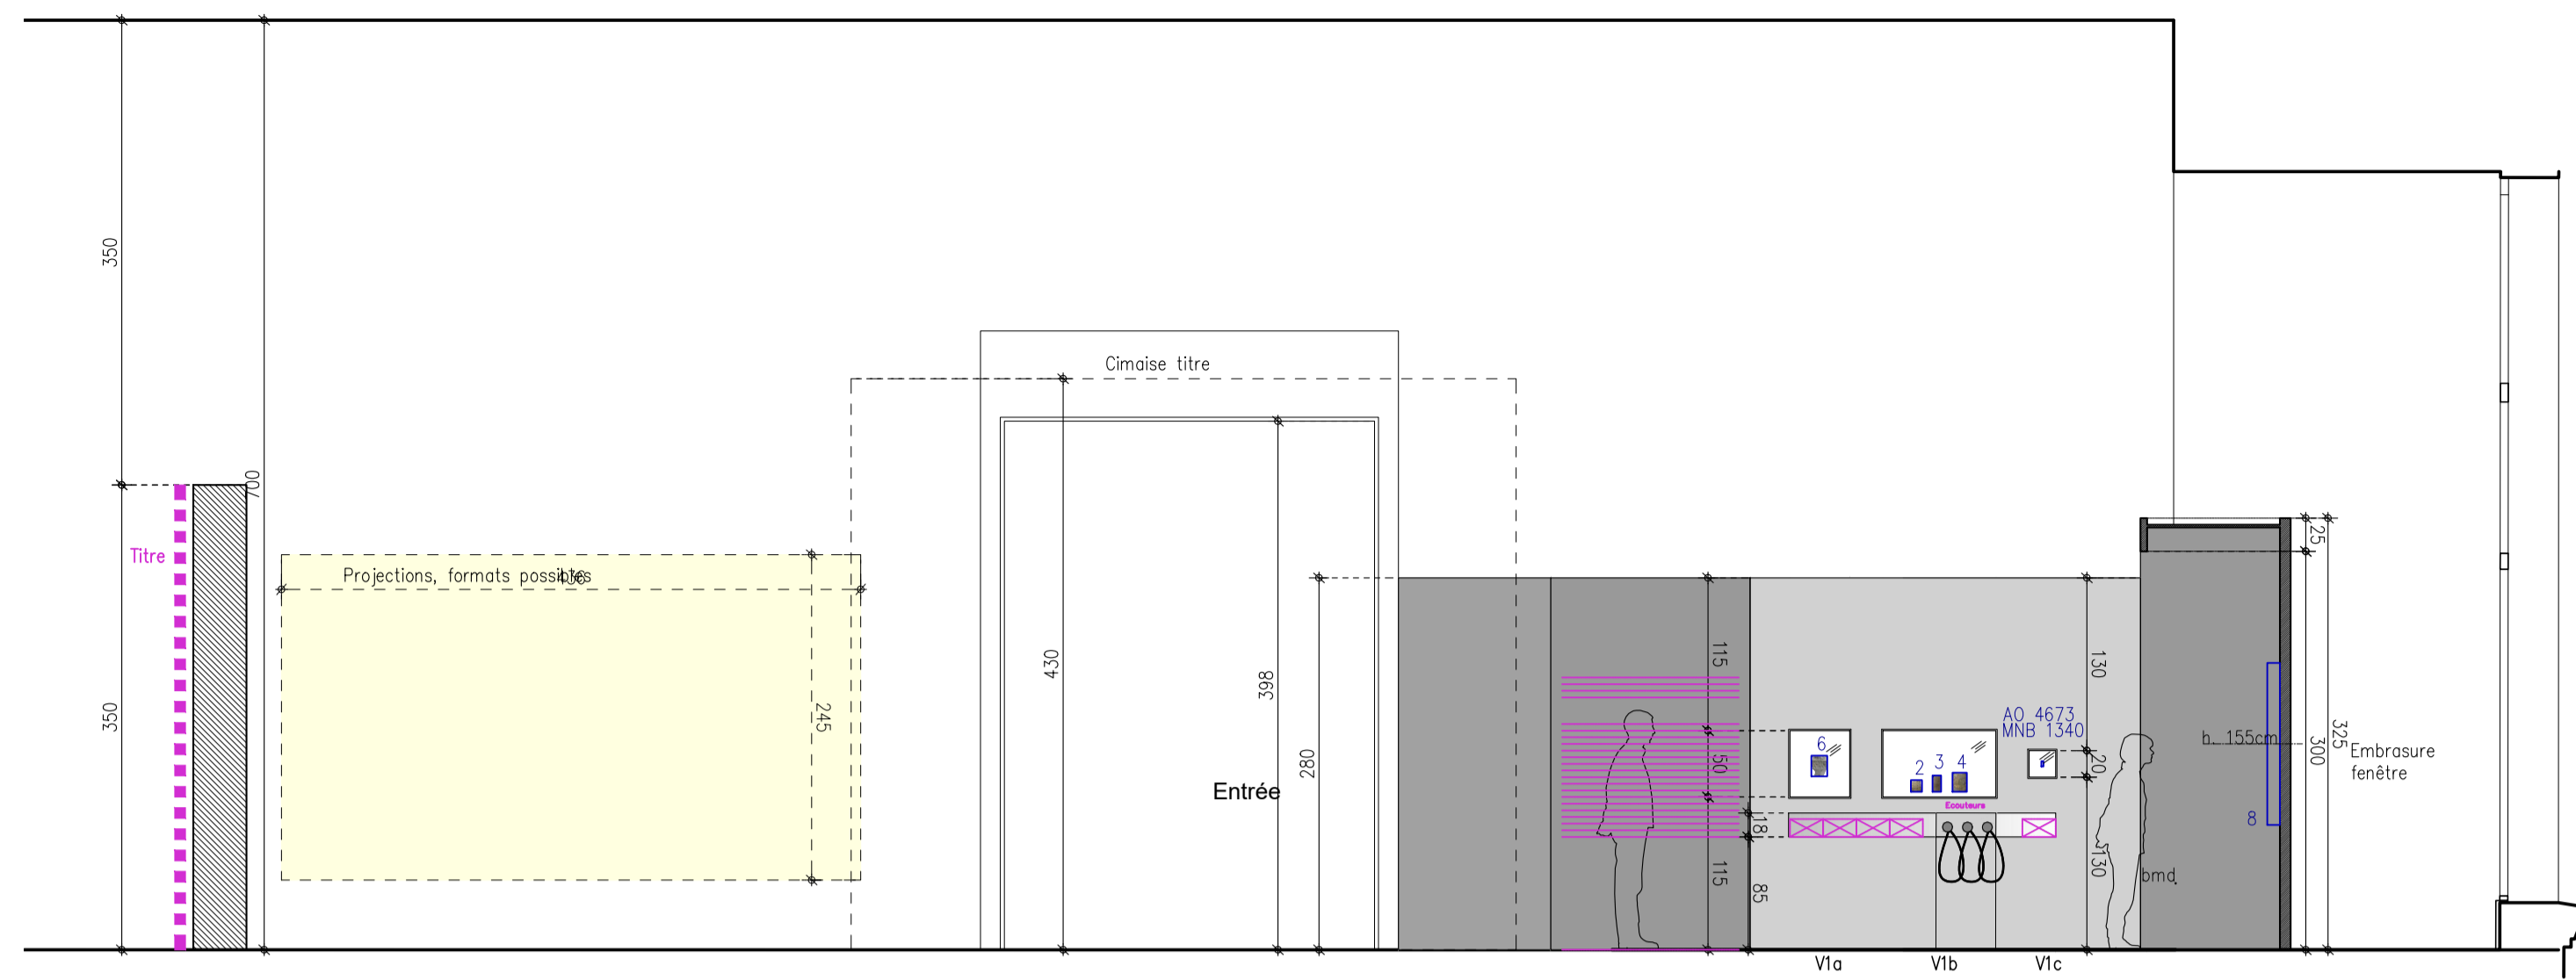 350
700
Cimaise titre
Titre
Projections, formats possibles
436
25
430
398
115
130
245
350
280
Entrée
AO 4673
MNB 1340
h. 155cm
325
300
Embrasure
fenêtre
6
50
2 3 4
20
Ecouteurs
18
8
115
85
130
bmd.
V1a
V1b
V1c